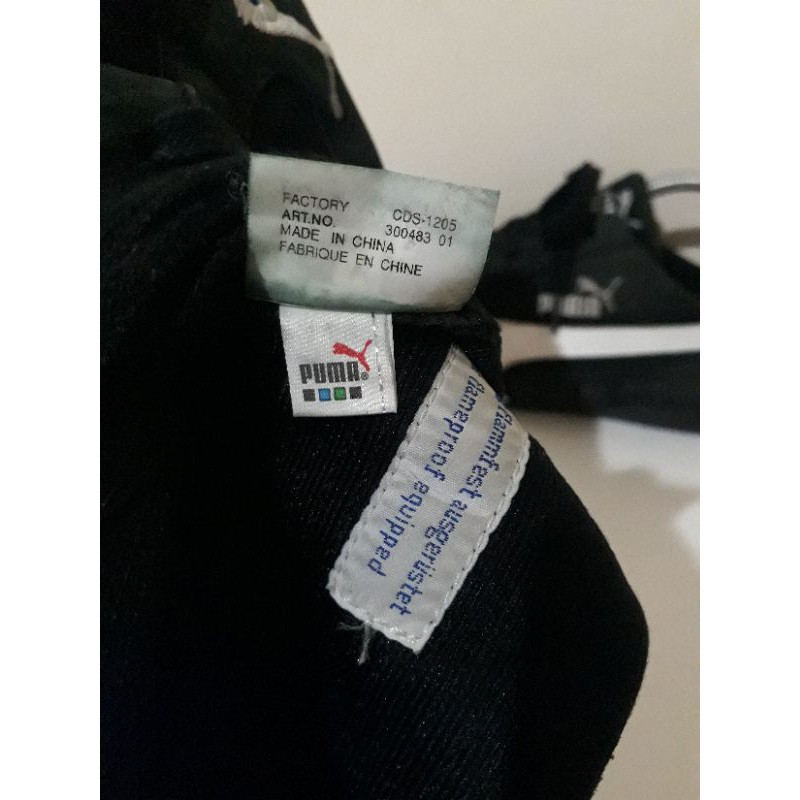 FACTORY CDS-1205
ART.NO. 300483 01
MADE IN CHINA
FABRIQUE EN CHINE
PUMA®
flammfest ausgerüstet
flameproof equipped
PUMA